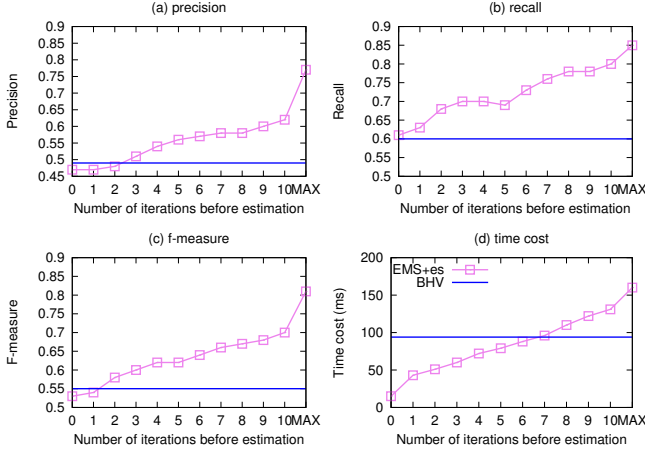 (a) precision
0.9
0.85
0.8
0.75
0.7
0.65
0.6
0.55
0.5
0.45
Precision
0 1 2 3 4 5 6 7 8 9 10MAX
Number of iterations before estimation
(b) recall
0.9
0.85
0.8
0.75
0.7
0.65
0.6
0.55
0.5
Recall
0 1 2 3 4 5 6 7 8 9 10MAX
Number of iterations before estimation
(c) f-measure
0.9
0.85
0.8
0.75
0.7
0.65
0.6
0.55
0.5
F-measure
0 1 2 3 4 5 6 7 8 9 10MAX
Number of iterations before estimation
(d) time cost
200
150
100
50
0
Time cost (ms)
EMS+es
BHV
0 1 2 3 4 5 6 7 8 9 10MAX
Number of iterations before estimation